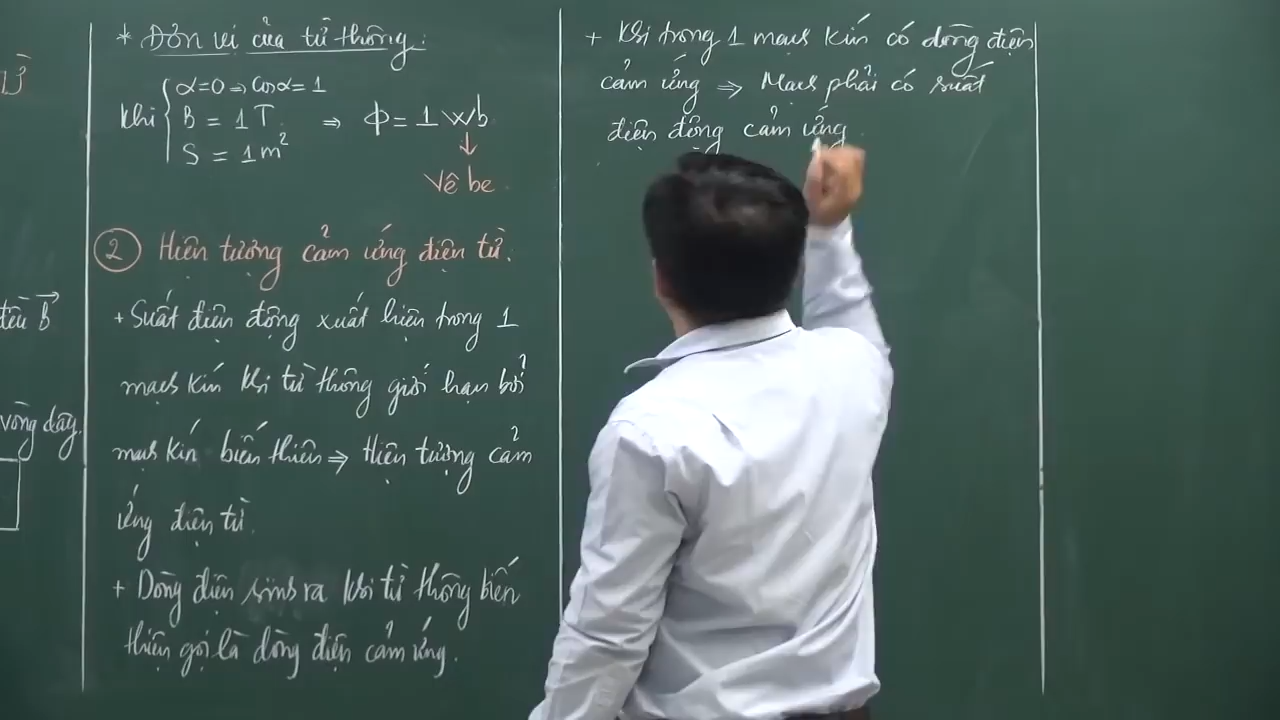 đều B⃗
vòng dây.
* Đơn vị của từ thông:
Khi
α=0 ⇒ cosα = 1
B = 1 T
S = 1m²
⇒ Φ = 1 Wb
↓
Vê be.
2 Hiện tượng cảm ứng điện từ.
+ Suất điện động xuất hiện trong 1
mạch kín khi từ thông giới hạn bởi
mạch kín biến thiên ⇒ Hiện tượng cảm
ứng điện từ.
+ Dòng điện sinh ra khi từ thông biến
thiên gọi là dòng điện cảm ứng.
+ Khi trong 1 mạch kín có dòng điện
cảm ứng ⇒ Mạch phải có suất
điện động cảm ứng.